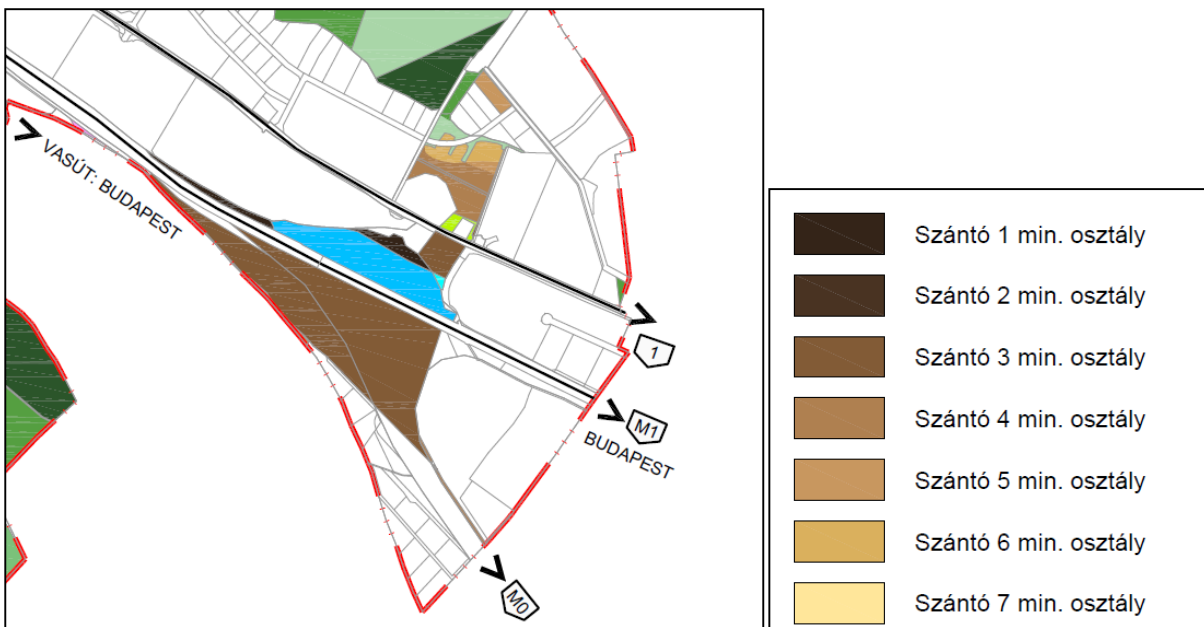 VASÚT: BUDAPEST
1
M1
BUDAPEST
M0
Szántó 1 min. osztály
Szántó 2 min. osztály
Szántó 3 min. osztály
Szántó 4 min. osztály
Szántó 5 min. osztály
Szántó 6 min. osztály
Szántó 7 min. osztály